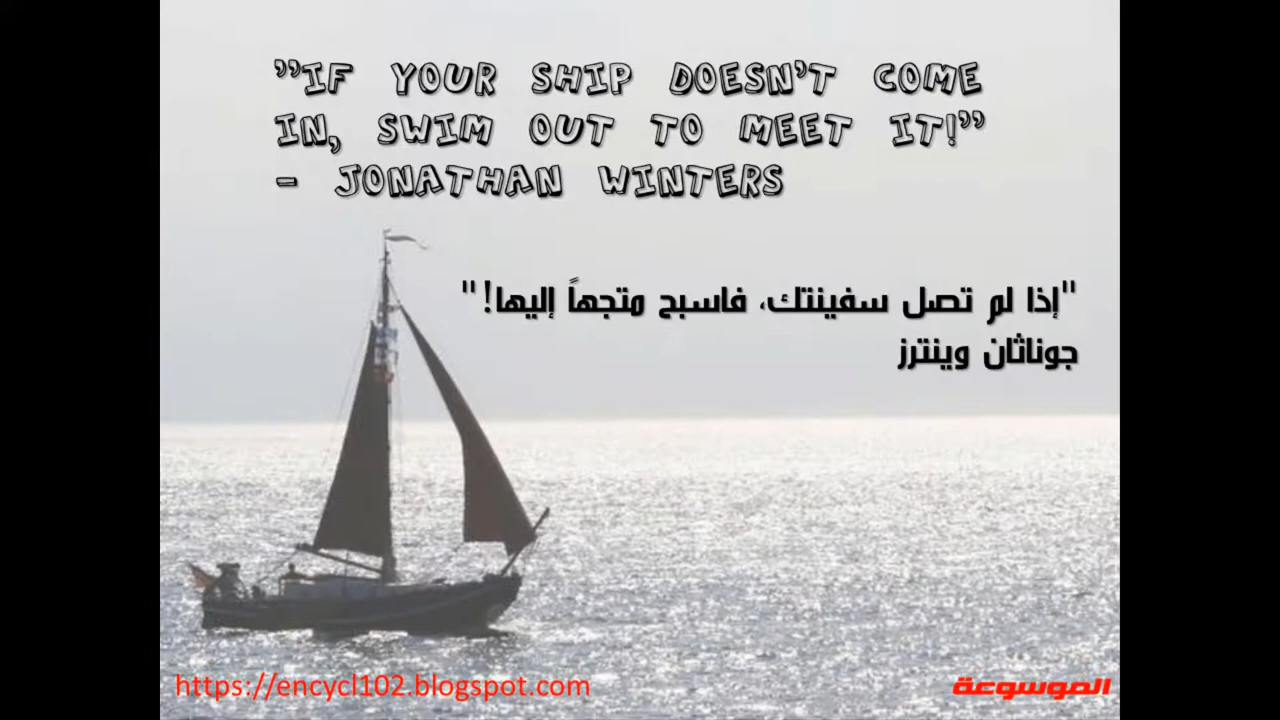 ”IF YOUR SHIP DOESN’T COME
IN, SWIM OUT TO MEET IT!”
- JONATHAN WINTERS
"إذا لم تصل سفينتك، فاسبح متجهاً إليها!"
جوناثان وينترز
https://encycl102.blogspot.com
الموسوعة